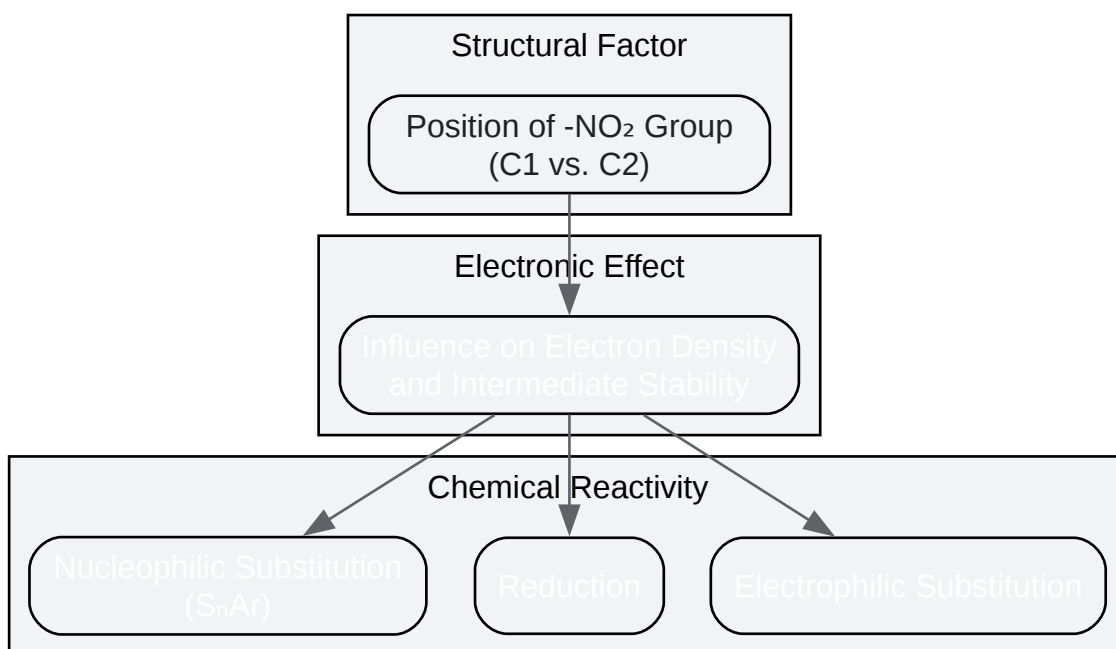 Structural Factor
Position of -NO₂ Group
(C1 vs. C2)
Electronic Effect
Influence on Electron Density
and Intermediate Stability
Chemical Reactivity
Nucleophilic Substitution
(SₙAr)
Reduction
Electrophilic Substitution